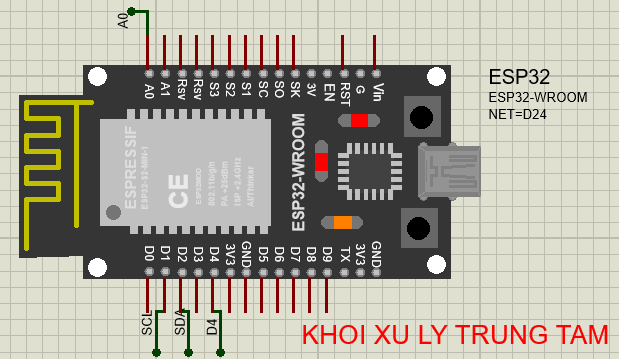 A0
A0 A1 Rsv Rsv S3 S2 S1 SC SO SK 3V EN RST G Vin
ESP32
ESP32-WROOM
NET=D24
ESPRESSIF
CE
802.11b/g/n
ESP32-WROOM
D0 D1 D2 D3 D4 3V3 GND D5 D6 D7 D8 D9 TX 3V3 GND
SCL
SDA
D4
KHOI XU LY TRUNG TAM